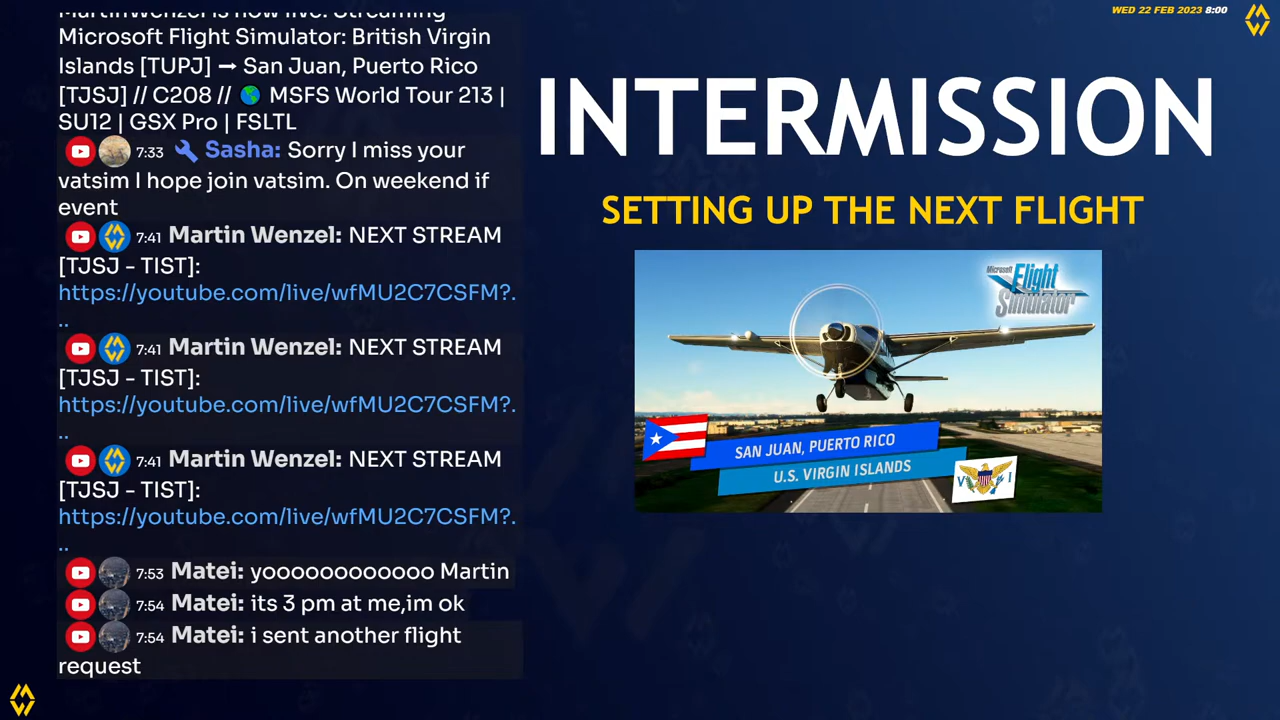 MartinWenzel is now live: Streaming
Microsoft Flight Simulator: British Virgin
Islands [TUPJ] → San Juan, Puerto Rico
[TJSJ] // C208 // 🌎 MSFS World Tour 213 |
SU12 | GSX Pro | FSLTL
7:33 Sasha: Sorry I miss your
vatsim I hope join vatsim. On weekend if
event
7:41 Martin Wenzel: NEXT STREAM
[TJSJ - TIST]:
https://youtube.com/live/wfMU2C7CSFM?.
..
7:41 Martin Wenzel: NEXT STREAM
[TJSJ - TIST]:
https://youtube.com/live/wfMU2C7CSFM?.
..
7:41 Martin Wenzel: NEXT STREAM
[TJSJ - TIST]:
https://youtube.com/live/wfMU2C7CSFM?.
..
7:53 Matei: yoooooooooooo Martin
7:54 Matei: its 3 pm at me,im ok
7:54 Matei: i sent another flight
request
WED 22 FEB 2023 8:00
INTERMISSION
SETTING UP THE NEXT FLIGHT
Microsoft
Flight
Simulator
SAN JUAN, PUERTO RICO
U.S. VIRGIN ISLANDS
V I